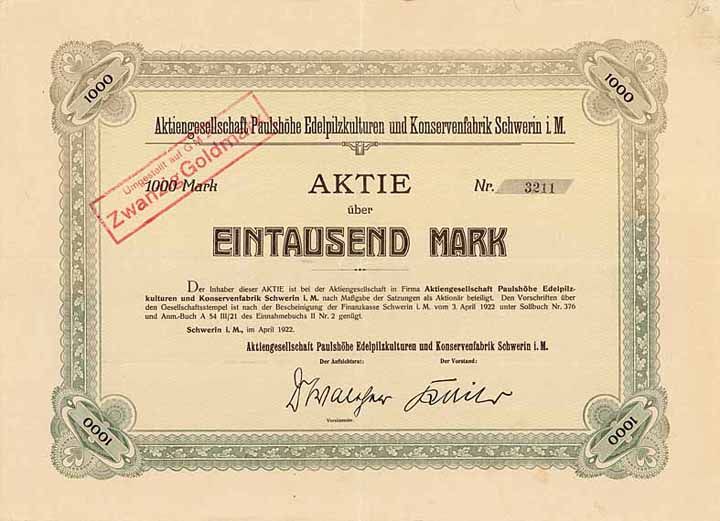 1000
1000
Aktiengesellschaft Paulshöhe Edelpilzkulturen und Konservenfabrik Schwerin i. M.
Umgestellt auf G M
Zwanzig Goldmark
1000 Mark
AKTIE
Nr. 3211
über
EINTAUSEND MARK
Der Inhaber dieser AKTIE ist bei der Aktiengesellschaft in Firma Aktiengesellschaft Paulshöhe Edelpilz-
kulturen und Konservenfabrik Schwerin i. M. nach Maßgabe der Satzungen als Aktionär beteiligt. Den Vorschriften über
den Gesellschaftsstempel ist nach der Bescheinigung der Finanzkasse Schwerin i. M. vom 3. April 1922 unter Sollbuch Nr. 376
und Anm.-Buch A 54 III/21 des Einnahmebuchs II Nr. 2 genügt.
Schwerin i. M., im April 1922.
Aktiengesellschaft Paulshöhe Edelpilzkulturen und Konservenfabrik Schwerin i. M.
Der Aufsichtsrat:
Der Vorstand:
Dr Walther
Vorsitzender.
1000
1000